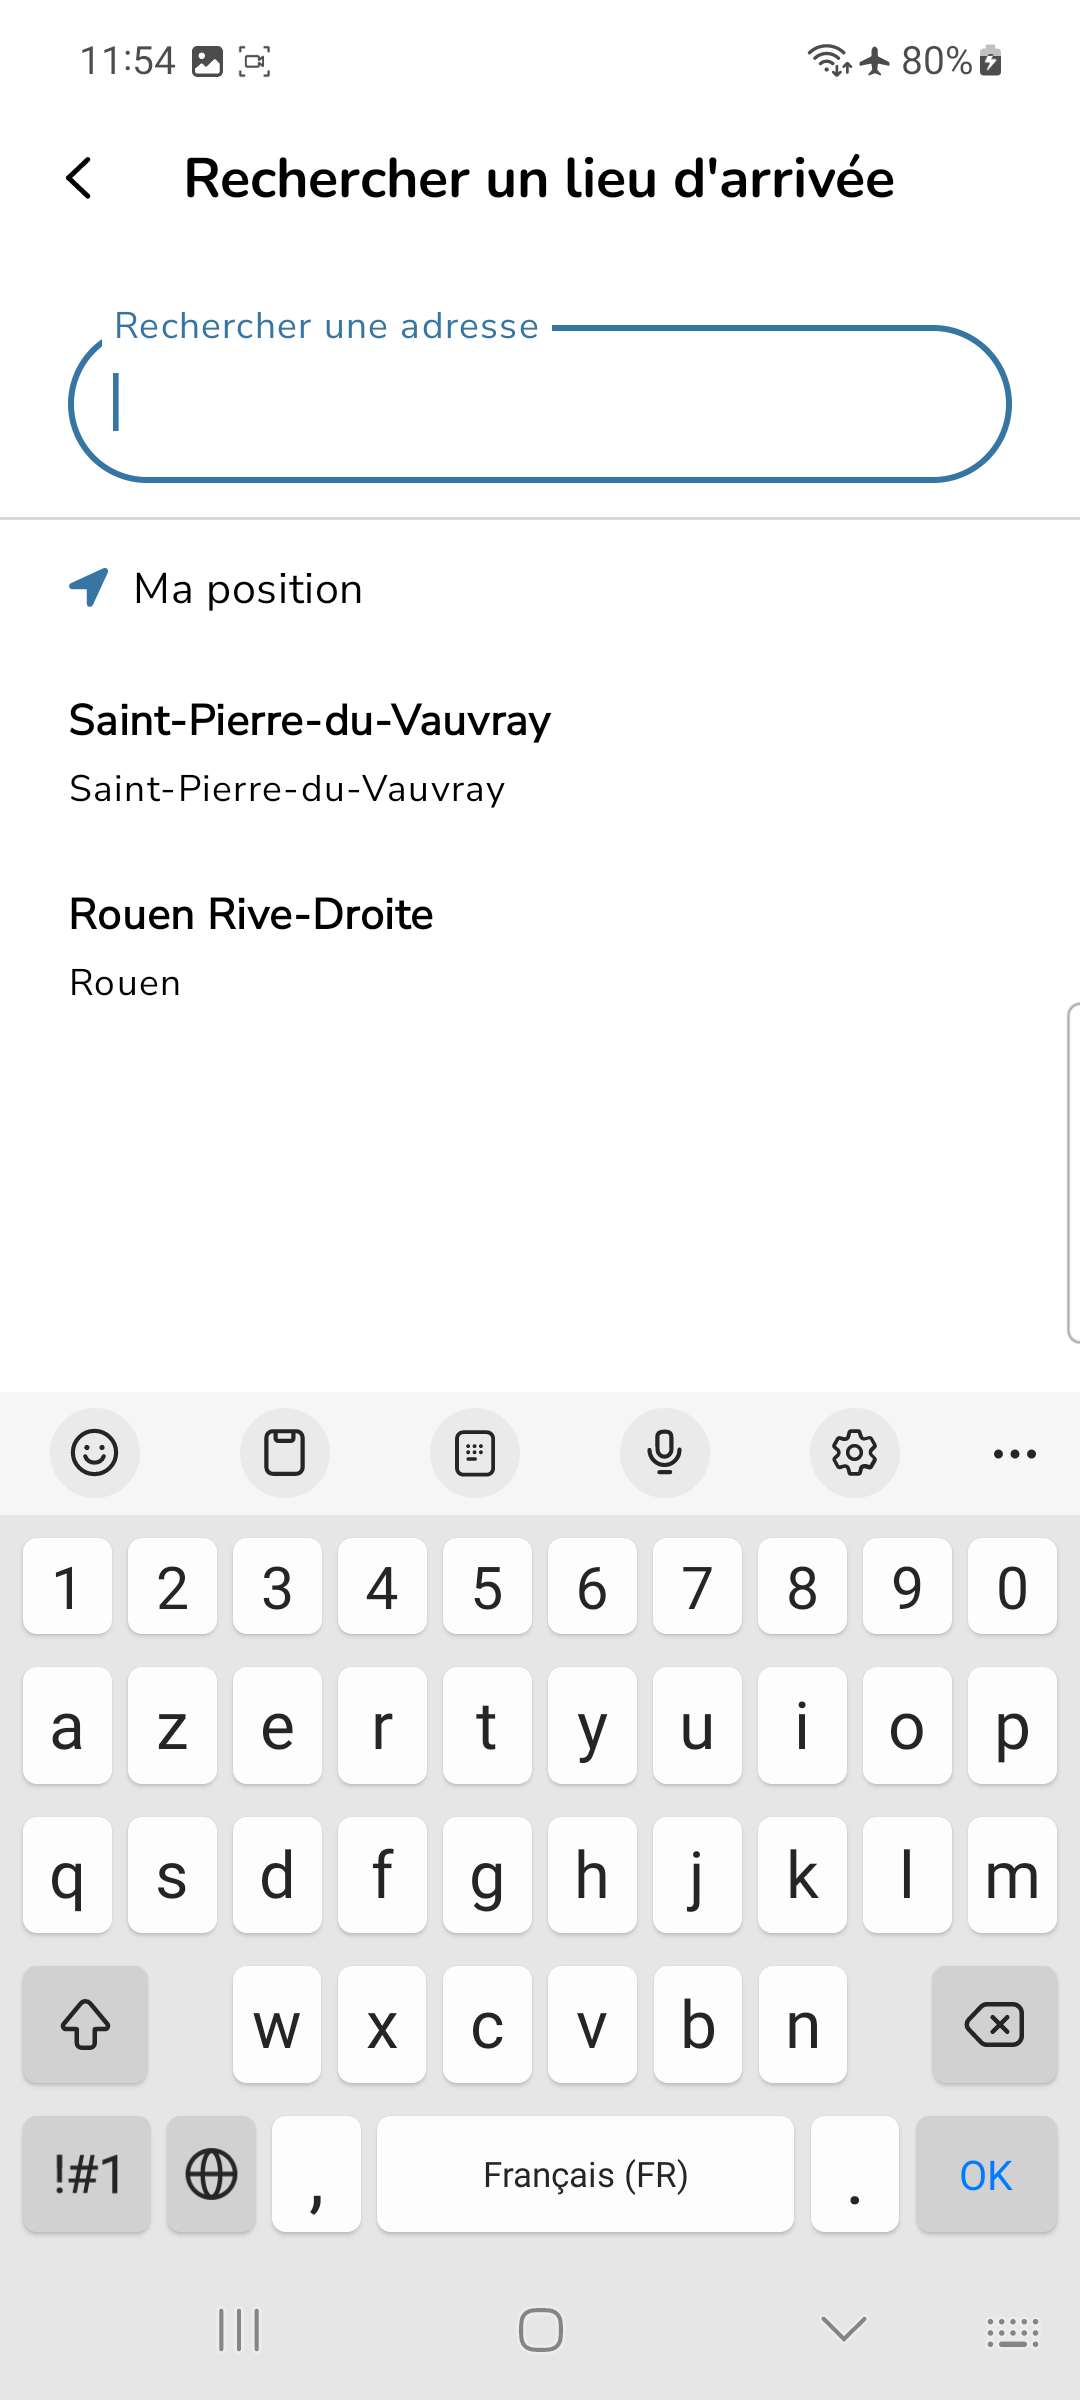 11:54
80%
Rechercher un lieu d'arrivée
Rechercher une adresse
Ma position
Saint-Pierre-du-Vauvray
Saint-Pierre-du-Vauvray
Rouen Rive-Droite
Rouen
1 2 3 4 5 6 7 8 9 0
a z e r t y u i o p
q s d f g h j k l m
w x c v b n
!#1 , Français (FR) . OK